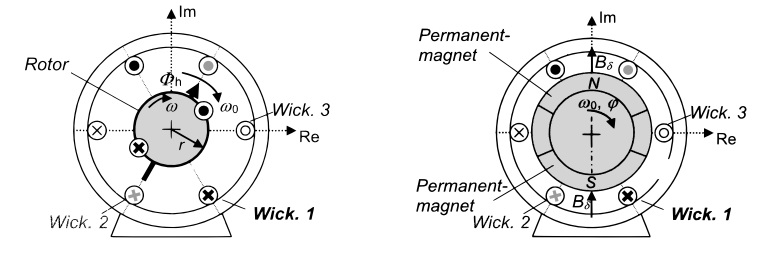 Im
Rotor
Φh
ω
ω0
Wick. 3
Re
r
Wick. 2
Wick. 1
Im
Permanent-
magnet
Bδ
N
ω0, φ
Wick. 3
Re
Permanent-
magnet
S
Bδ
Wick. 2
Wick. 1